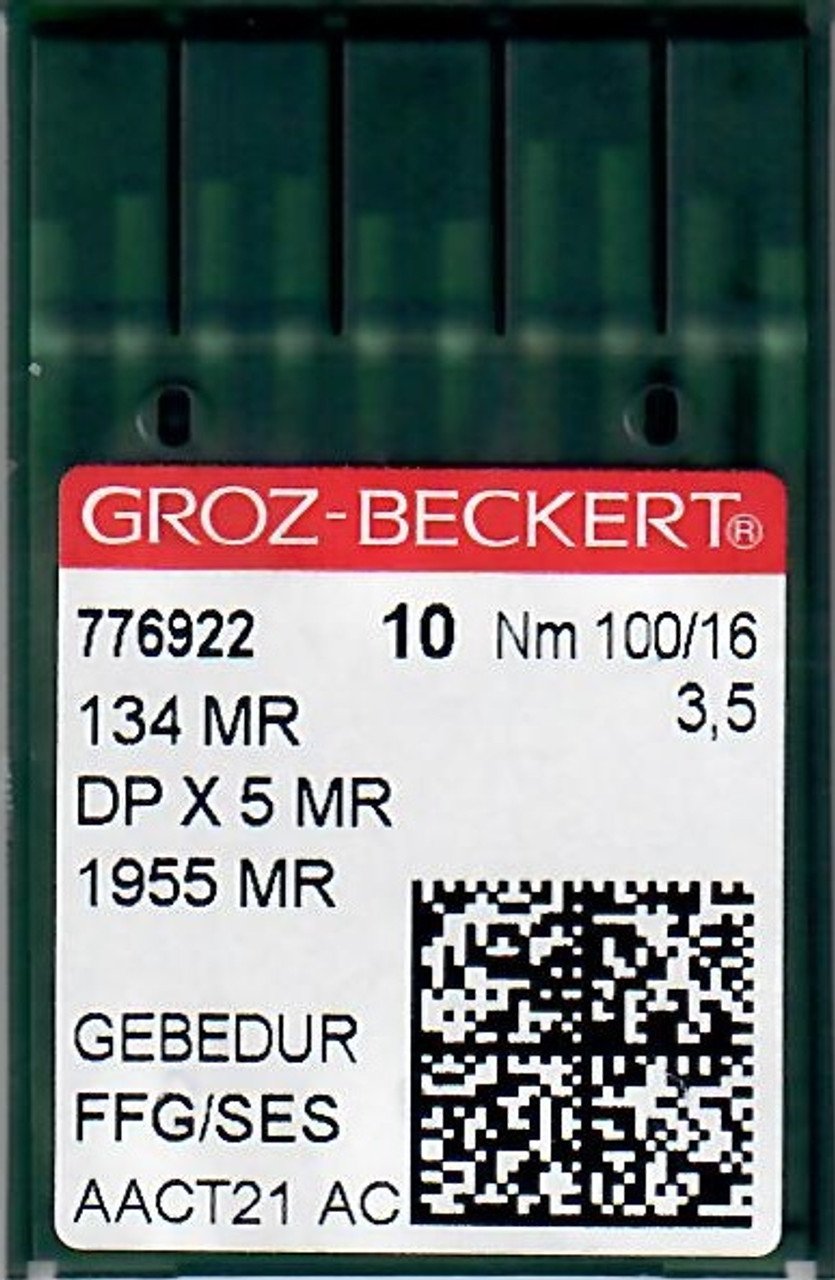 GROZ-BECKERT®
776922 10 Nm 100/16
134 MR 3,5
DP X 5 MR
1955 MR
GEBEDUR
FFG/SES
AACT21 AC